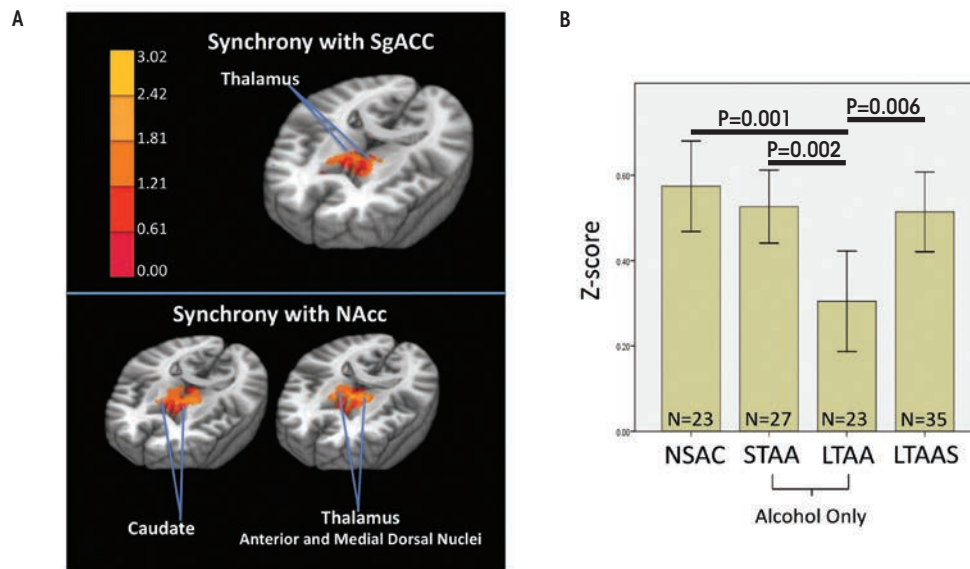 A
Synchrony with SgACC
Thalamus
3.02
2.42
1.81
1.21
0.61
0.00
Synchrony with NAcc
Caudate
Thalamus
Anterior and Medial Dorsal Nuclei
B
P=0.001
P=0.006
P=0.002
Z-score
0.60
0.40
0.20
0.00
N=23 N=27 N=23 N=35
NSAC STAA LTAA LTAAS
Alcohol Only